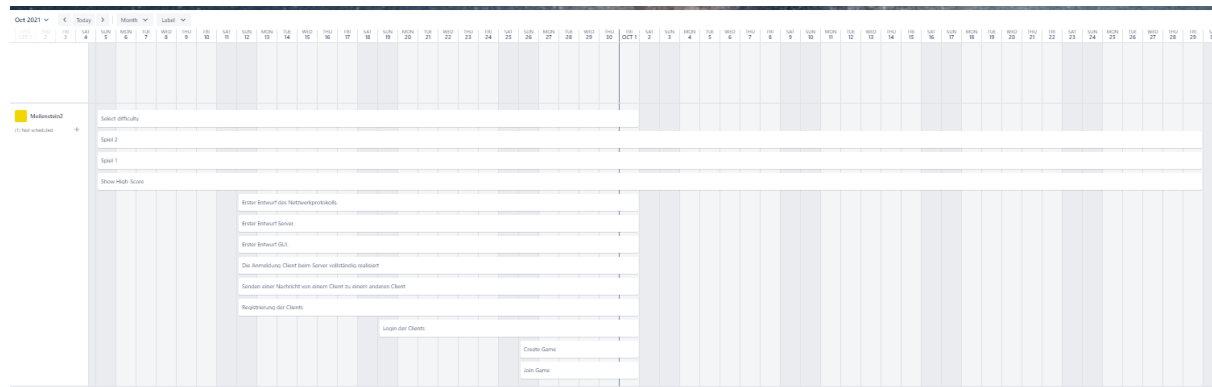 Oct 2021 Today Month Label
FRI SAT SUN MON TUE WED THU FRI SAT SUN MON TUE WED THU FRI SAT SUN MON TUE WED THU FRI SAT SUN MON TUE WED THU FRI SAT SUN MON TUE WED THU FRI SAT SUN MON TUE WED THU FRI SAT SUN MON TUE WED THU FRI SAT SUN MON TUE WED THU FRI
2 3 4 5 6 7 8 9 10 11 12 13 14 15 16 17 18 19 20 21 22 23 24 25 26 27 28 29 30 OCT 1 2 3 4 5 6 7 8 9 10 11 12 13 14 15 16 17 18 19 20 21 22 23 24 25 26 27 28 29
Meilenstein2
(1) Not scheduled +
Select difficulty
Spiel 2
Spiel 1
Show High Score
Erster Entwurf des Netzwerkprotokolls.
Erster Entwurf Server.
Erster Entwurf GUI.
Die Anmeldung Client beim Server vollständig realisiert
Senden einer Nachricht von einem Client zu einem anderen Client
Registrierung der Clients
Login der Clients
Create Game
Join Game